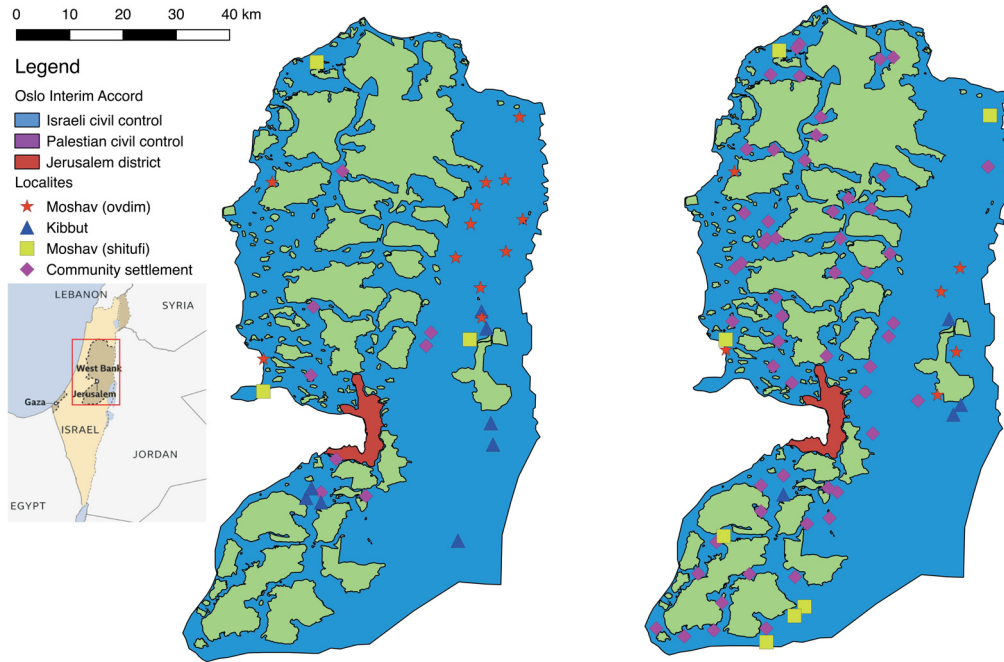 0 10 20 30 40 km
Legend
Oslo Interim Accord
Israeli civil control
Palestian civil control
Jerusalem district
Localites
Moshav (ovdim)
Kibbut
Moshav (shitufi)
Community settlement
LEBANON
SYRIA
West Bank
Jerusalem
Gaza
ISRAEL
JORDAN
EGYPT